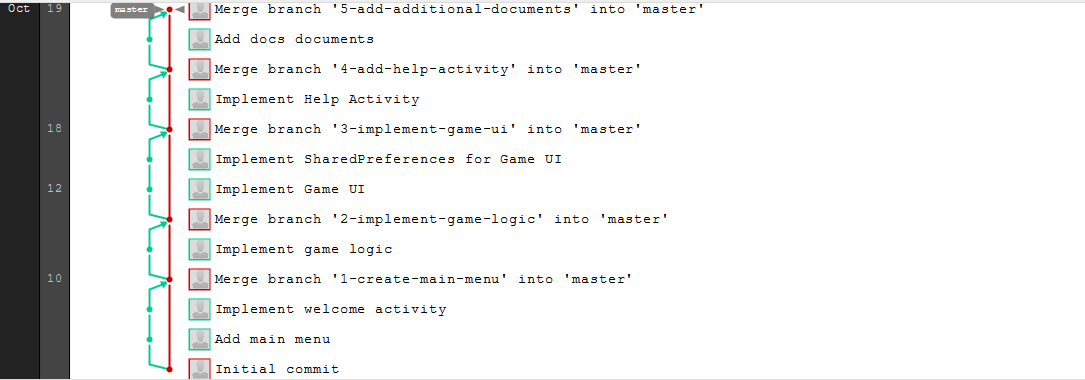 Oct 19 master Merge branch '5-add-additional-documents' into 'master'
Add docs documents
Merge branch '4-add-help-activity' into 'master'
Implement Help Activity
18 Merge branch '3-implement-game-ui' into 'master'
Implement SharedPreferences for Game UI
12 Implement Game UI
Merge branch '2-implement-game-logic' into 'master'
Implement game logic
10 Merge branch '1-create-main-menu' into 'master'
Implement welcome activity
Add main menu
Initial commit